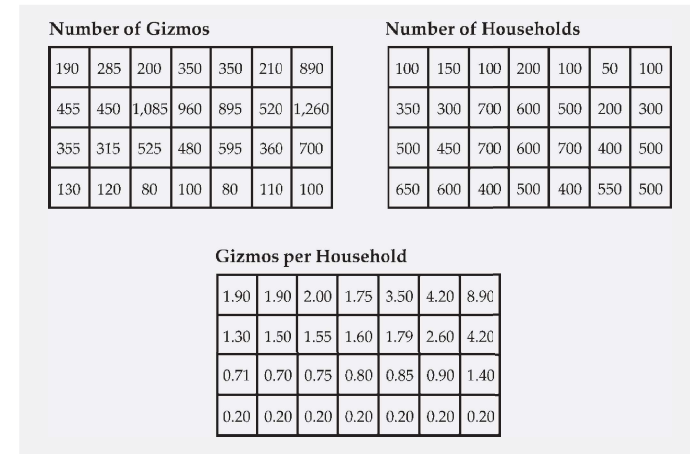 Number of Gizmos
190 285 200 350 350 210 890
455 450 1,085 960 895 520 1,260
355 315 525 480 595 360 700
130 120 80 100 80 110 100
Number of Households
100 150 100 200 100 50 100
350 300 700 600 500 200 300
500 450 700 600 700 400 500
650 600 400 500 400 550 500
Gizmos per Household
1.90 1.90 2.00 1.75 3.50 4.20 8.90
1.30 1.50 1.55 1.60 1.79 2.60 4.20
0.71 0.70 0.75 0.80 0.85 0.90 1.40
0.20 0.20 0.20 0.20 0.20 0.20 0.20